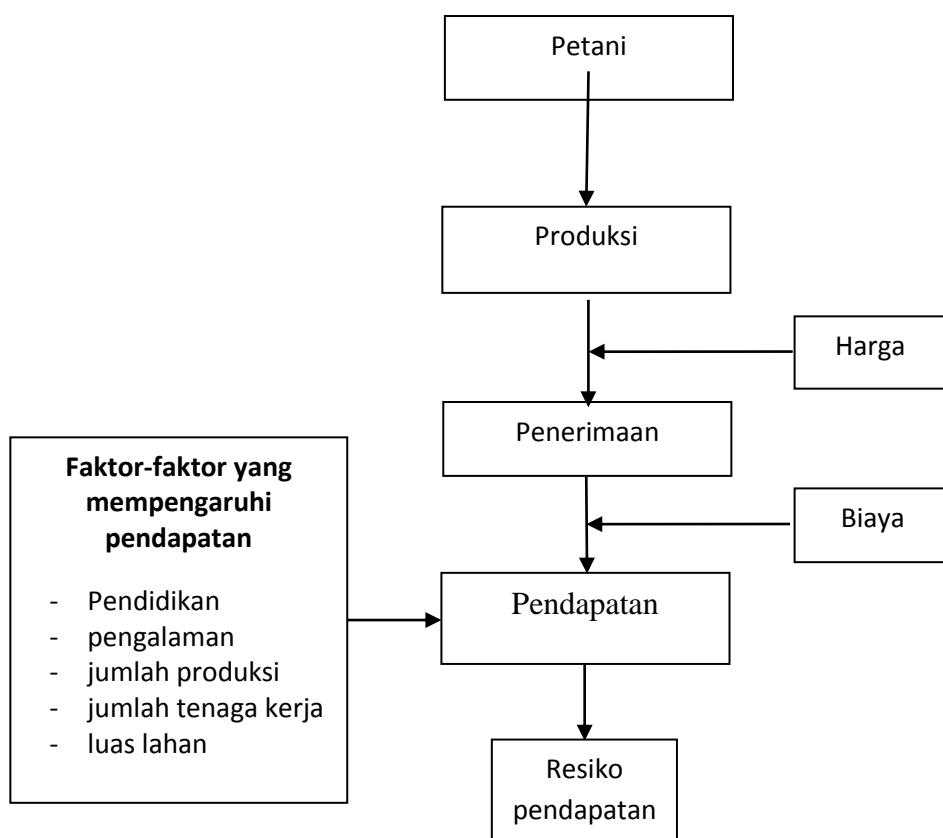 Petani
Produksi
Harga
Penerimaan
Faktor-faktor yang
mempengaruhi
pendapatan
- Pendidikan
- pengalaman
- jumlah produksi
- jumlah tenaga kerja
- luas lahan
Biaya
Pendapatan
Resiko
pendapatan